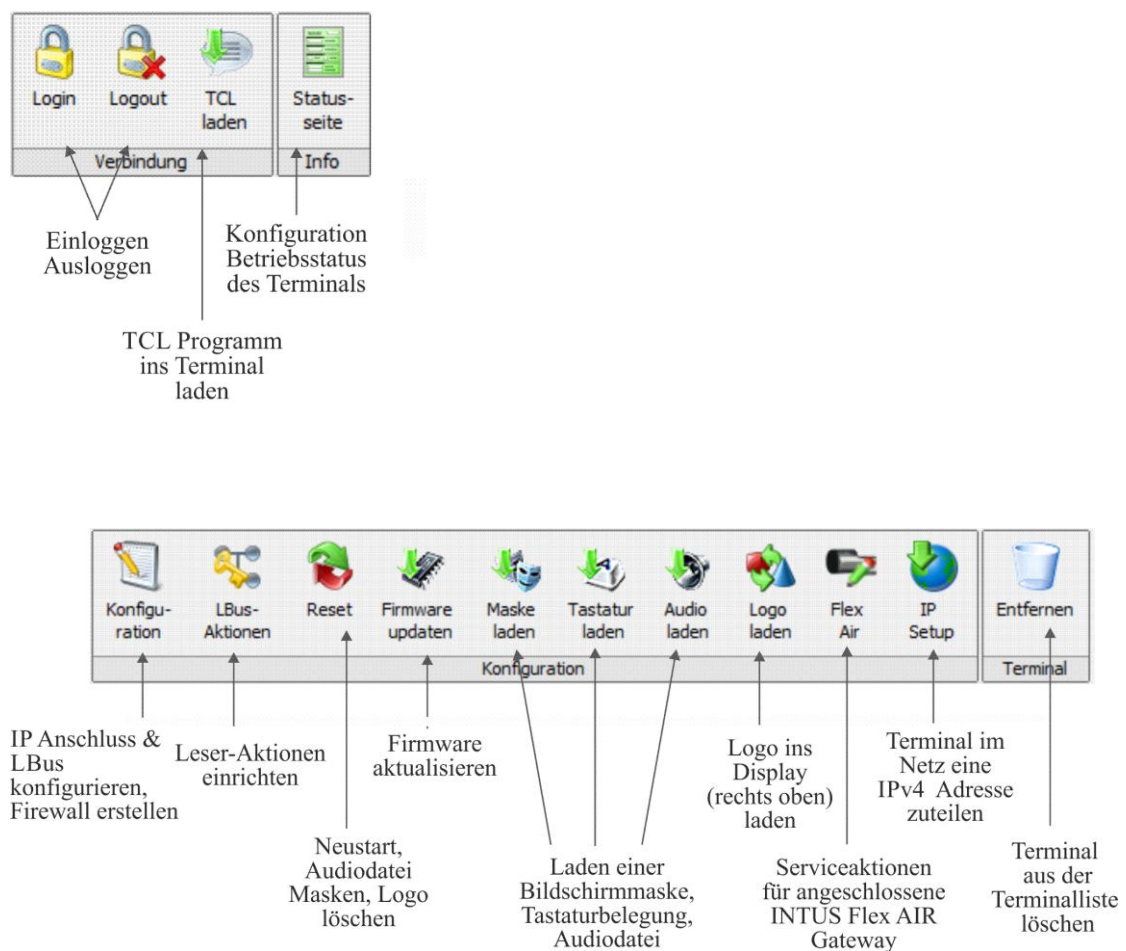 Login
Logout
TCL
laden
Status-
seite
Verbindung
Info
Einloggen
Ausloggen
Konfiguration
Betriebsstatus
des Terminals
TCL Programm
ins Terminal
laden
Konfigu-
ration
LBus-
Aktionen
Reset
Firmware
updaten
Maske
laden
Tastatur
laden
Audio
laden
Logo
laden
Flex
Air
IP
Setup
Entfernen
Konfiguration
Terminal
IP Anschluss &
LBus
konfigurieren,
Firewall erstellen
Leser-Aktionen
einrichten
Neustart,
Audiodatei
Masken, Logo
löschen
Firmware
aktualisieren
Laden einer
Bildschirmmaske,
Tastaturbelegung,
Audiodatei
Logo ins
Display
(rechts oben)
laden
Serviceaktionen
für angeschlossene
INTUS Flex AIR
Gateway
Terminal im
Netz eine
IPv4 Adresse
zuteilen
Terminal
aus der
Terminalliste
löschen